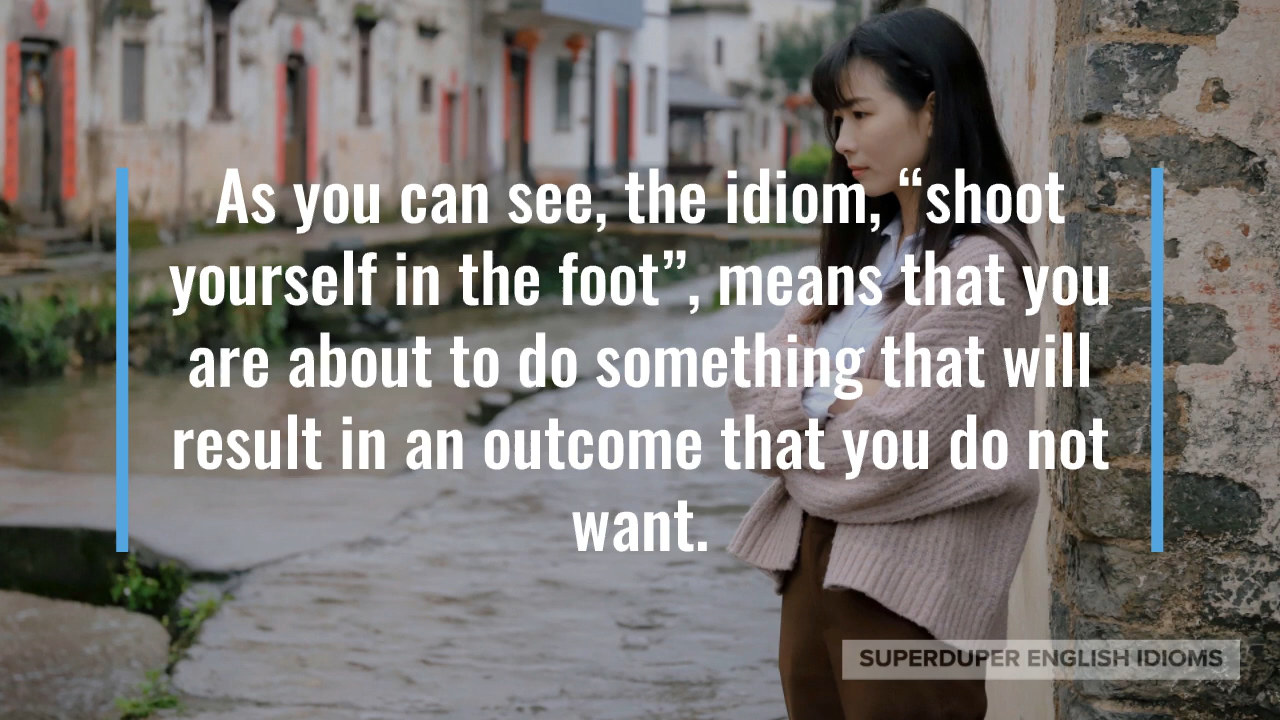 As you can see, the idiom, “shoot
yourself in the foot”, means that you
are about to do something that will
result in an outcome that you do not
want.
SUPERDUPER ENGLISH IDIOMS